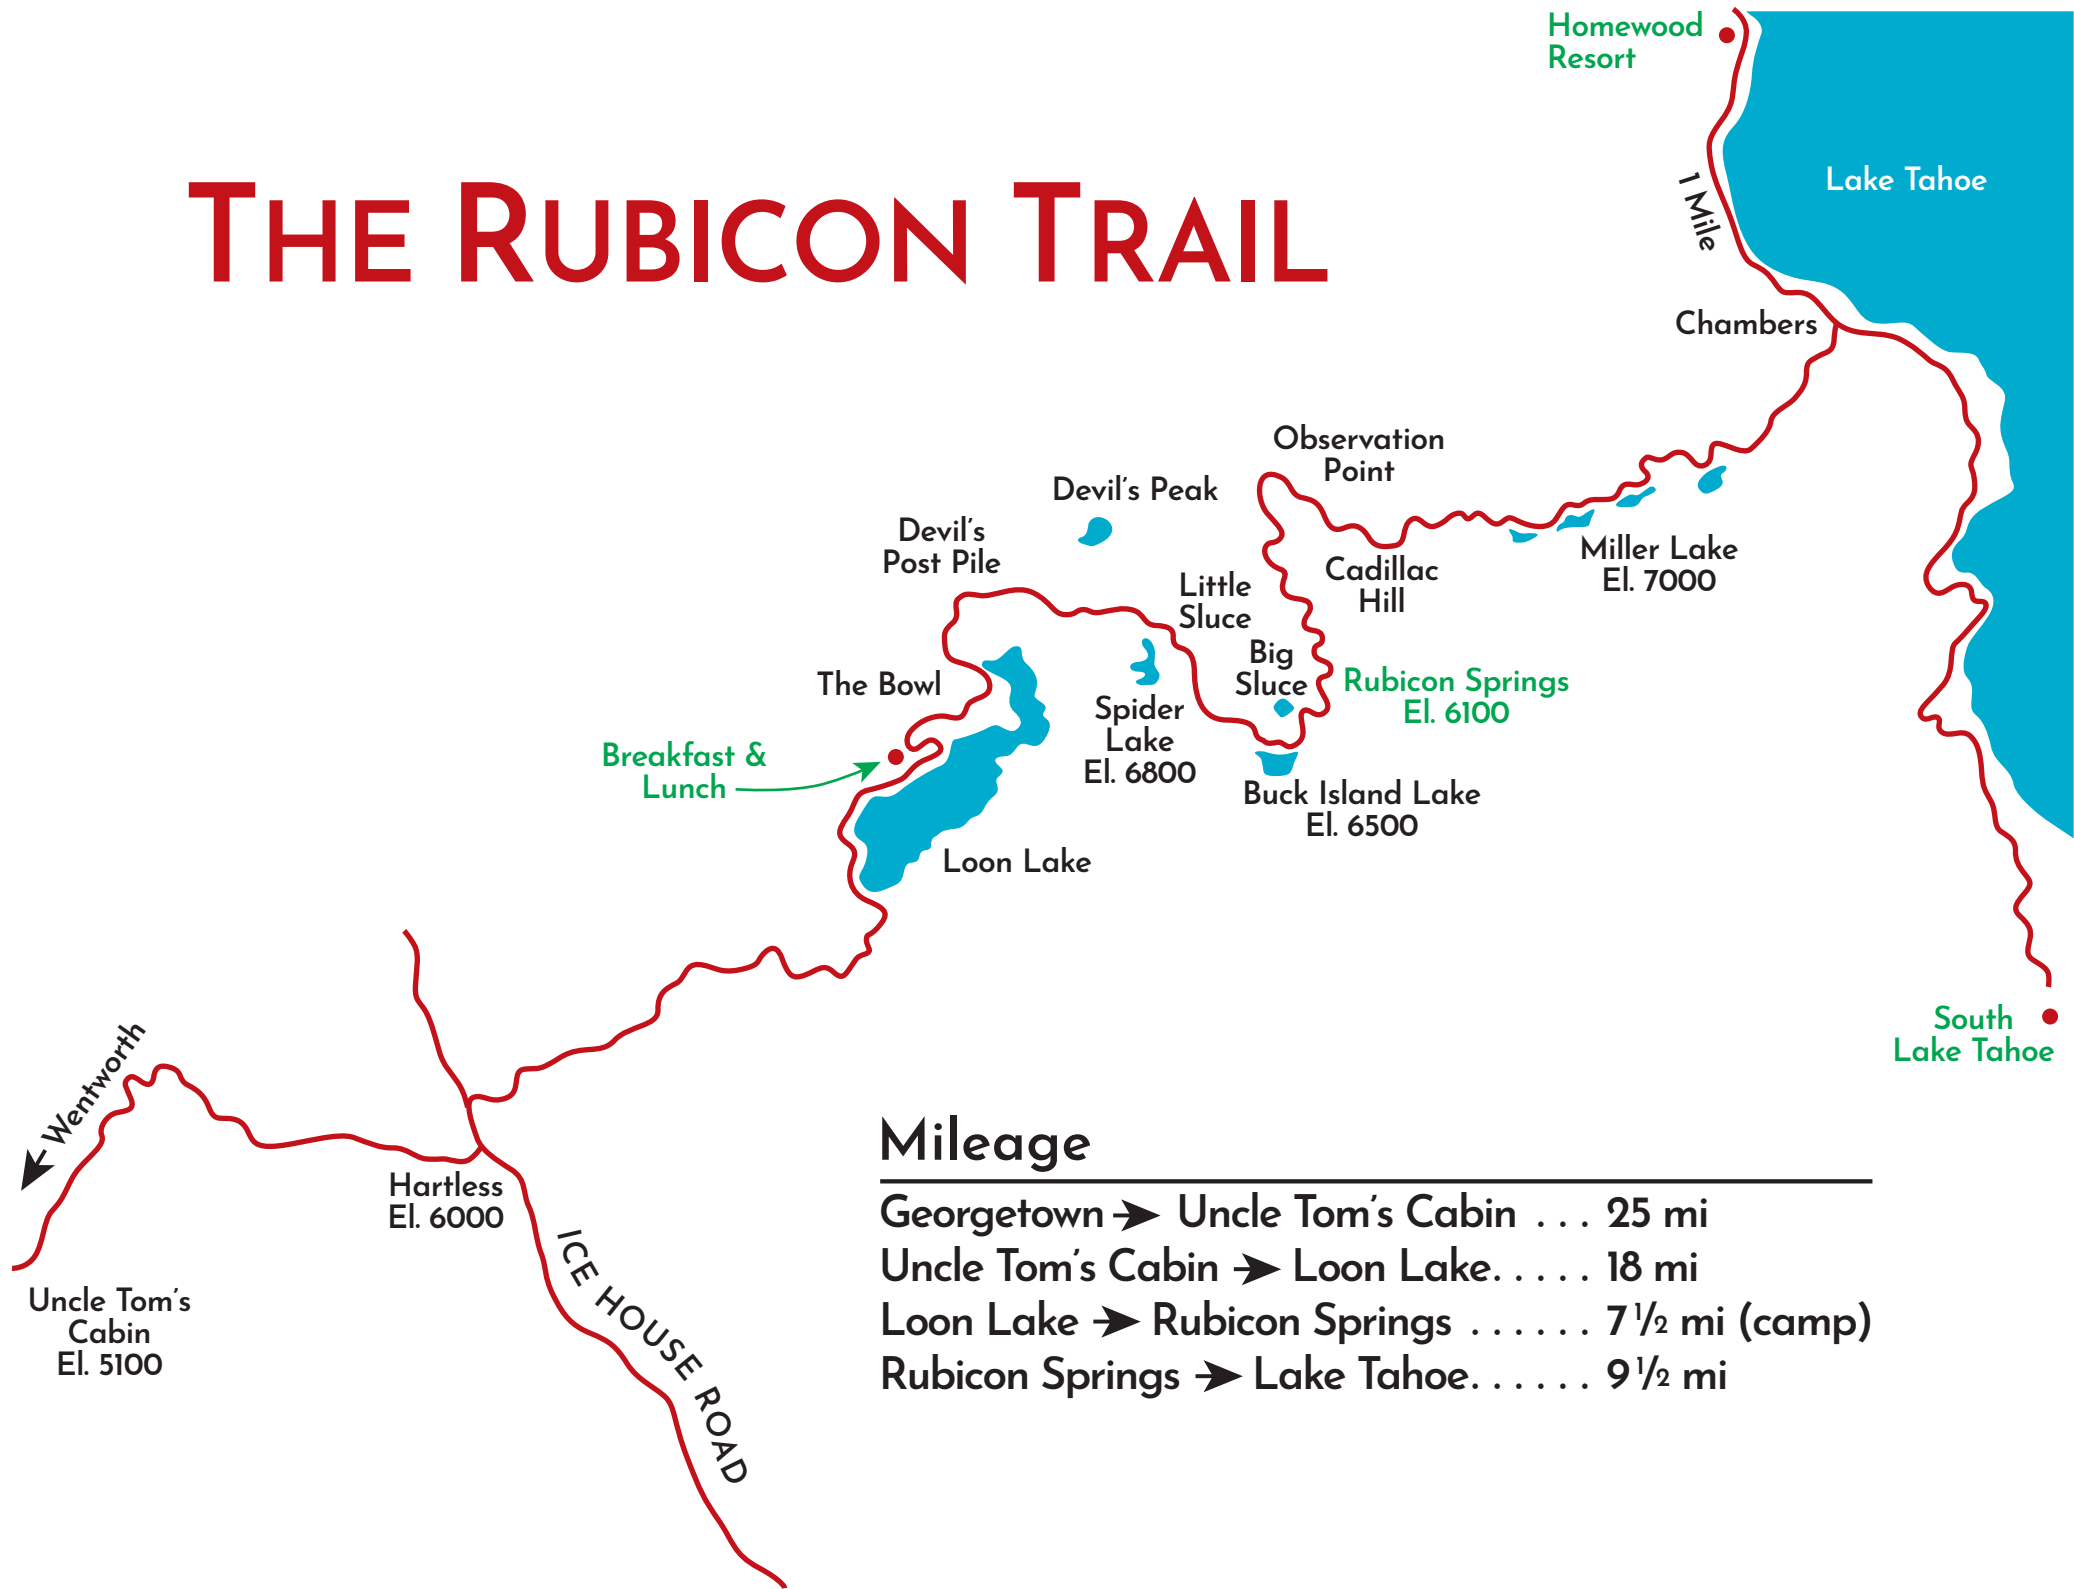 Homewood
Resort
Lake Tahoe
THE RUBICON TRAIL
1 Mile
Chambers
Observation
Point
Devil's Peak
Devil's
Post Pile
Miller Lake
El. 7000
Cadillac
Hill
Little
Sluce
Big
Sluce
Rubicon Springs
El. 6100
The Bowl
Spider
Lake
El. 6800
Breakfast &
Lunch
Buck Island Lake
El. 6500
Loon Lake
South
Lake Tahoe
Wentworth
Hartless
El. 6000
ICE HOUSE ROAD
Uncle Tom's
Cabin
El. 5100
Mileage
Georgetown ➔ Uncle Tom's Cabin . . . 25 mi
Uncle Tom's Cabin ➔ Loon Lake. . . . . 18 mi
Loon Lake ➔ Rubicon Springs . . . . . . 7 1/2 mi (camp)
Rubicon Springs ➔ Lake Tahoe. . . . . . 9 1/2 mi